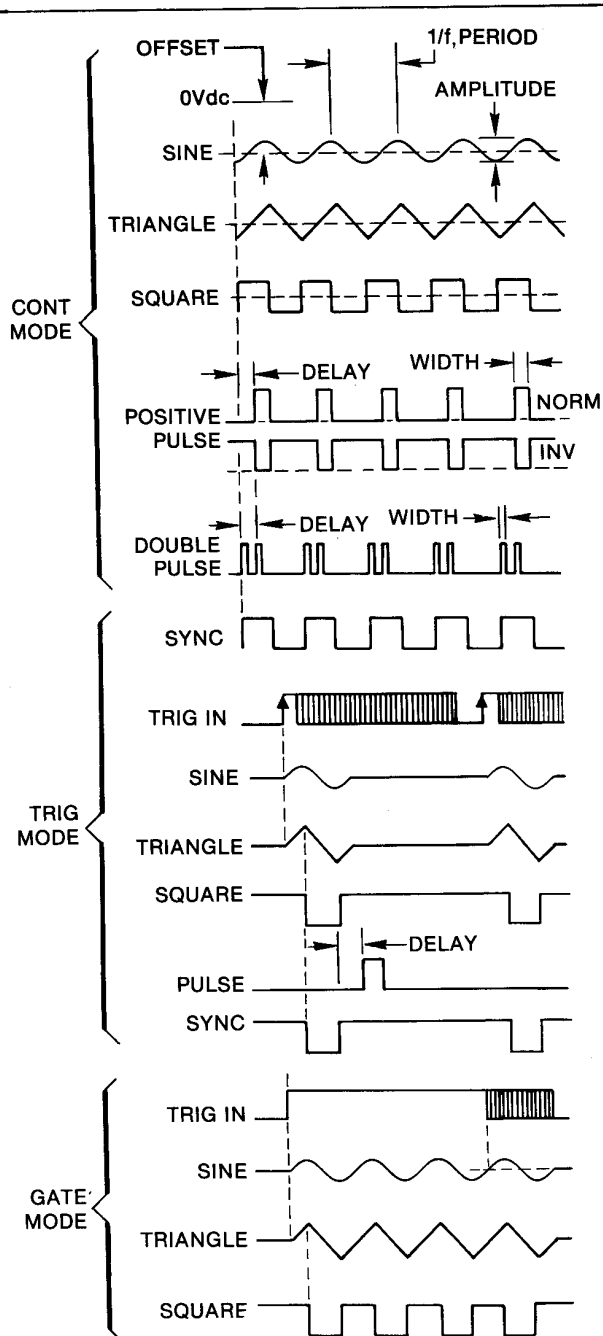 OFFSET
1/f, PERIOD
0Vdc
AMPLITUDE
SINE
TRIANGLE
CONT
MODE
SQUARE
DELAY
WIDTH
NORM
POSITIVE
PULSE
INV
DELAY
WIDTH
DOUBLE
PULSE
SYNC
TRIG IN
SINE
TRIG
MODE
TRIANGLE
SQUARE
DELAY
PULSE
SYNC
TRIG IN
SINE
GATE
MODE
TRIANGLE
SQUARE